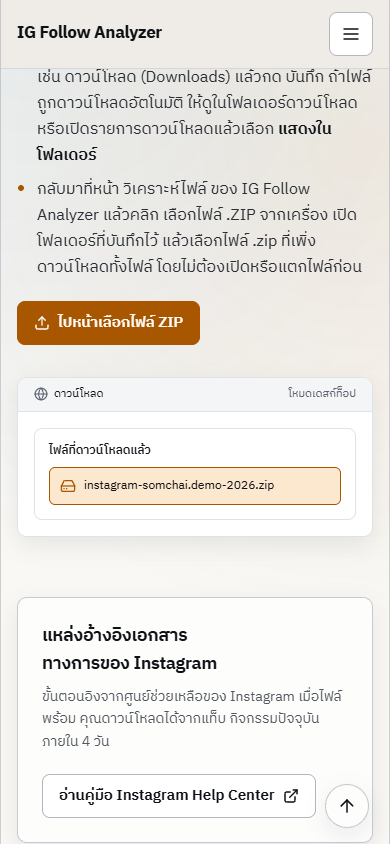 IG Follow Analyzer
เช่น ดาวน์โหลด (Downloads) แล้วกด บันทึก ถ้าไฟล์
ถูกดาวน์โหลดอัตโนมัติ ให้ดูในโฟลเดอร์ดาวน์โหลด
หรือเปิดรายการดาวน์โหลดแล้วเลือก แสดงใน
โฟลเดอร์
กลับมาที่หน้า วิเคราะห์ไฟล์ ของ IG Follow
Analyzer แล้วคลิก เลือกไฟล์ .ZIP จากเครื่อง เปิด
โฟลเดอร์ที่บันทึกไว้ แล้วเลือกไฟล์ .zip ที่เพิ่ง
ดาวน์โหลดทั้งไฟล์ โดยไม่ต้องเปิดหรือแตกไฟล์ก่อน
ไปหน้าเลือกไฟล์ ZIP
ดาวน์โหลด
โหมดเดสก์ท็อป
ไฟล์ที่ดาวน์โหลดแล้ว
instagram-somchai.demo-2026.zip
แหล่งอ้างอิงเอกสาร
ทางการของ Instagram
ขั้นตอนอิงจากศูนย์ช่วยเหลือของ Instagram เมื่อไฟล์
พร้อม คุณดาวน์โหลดได้จากแท็บ กิจกรรมปัจจุบัน
ภายใน 4 วัน
อ่านคู่มือ Instagram Help Center